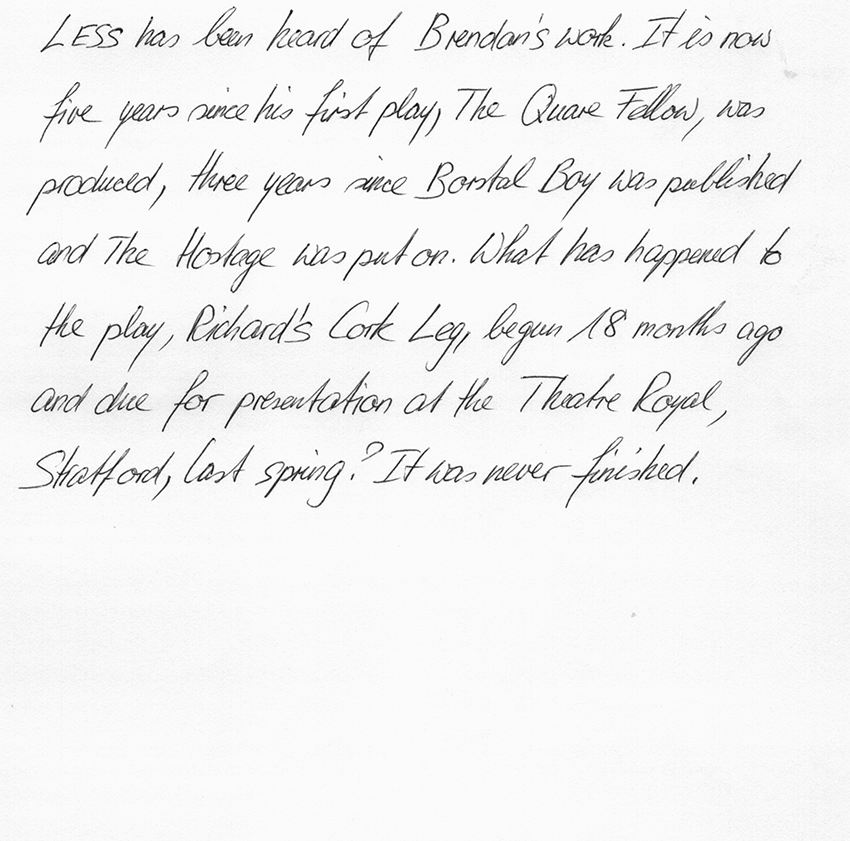 LESS has been heard of Brendan's work. It is now
five years since his first play, The Quare Fellow, was
produced, three years since Borstal Boy was published
and The Hostage was put on. What has happened to
the play, Richard's Cork Leg, begun 18 months ago
and due for presentation at the Theatre Royal,
Stratford, last spring? It was never finished.